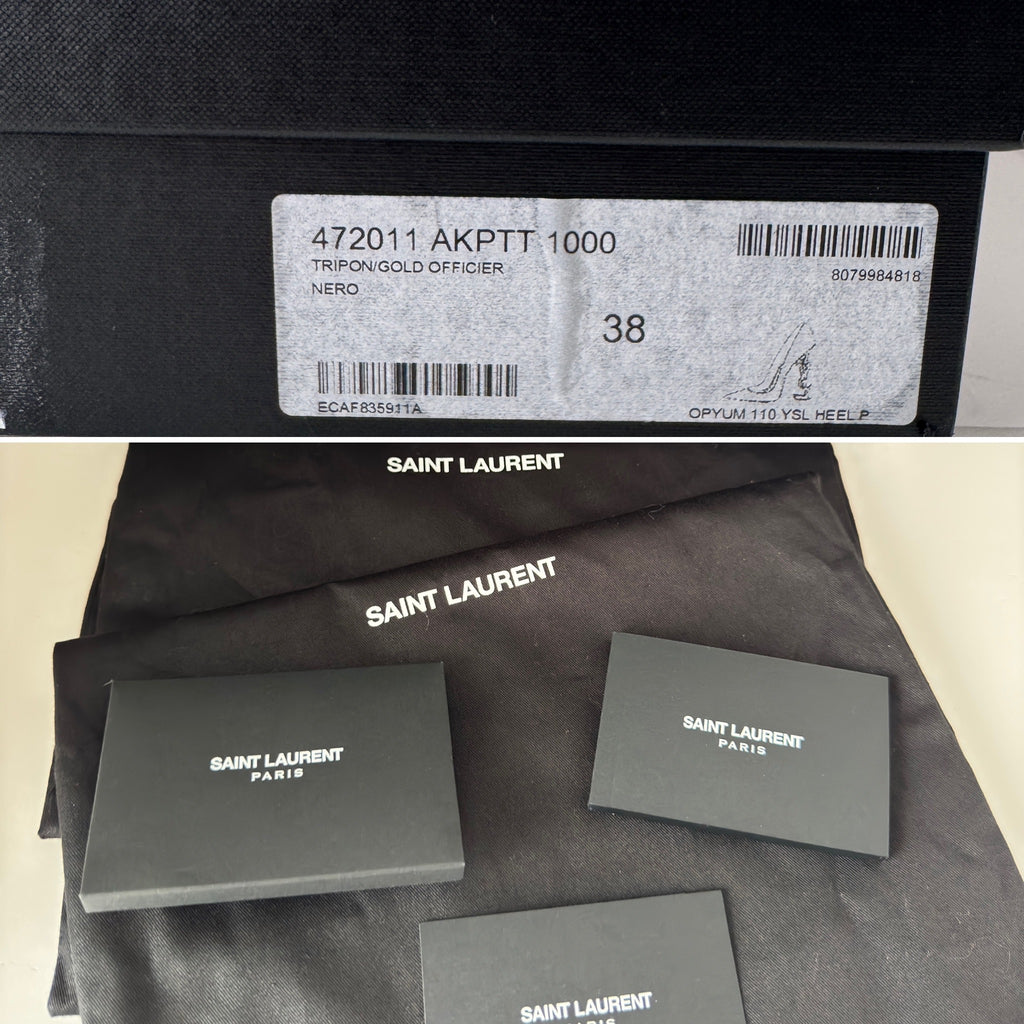 472011 AKPTT 1000
TRIPON/GOLD OFFICIER
NERO
8079984818
38
ECAF835911A
OPYUM 110 YSL HEEL P
SAINT LAURENT
SAINT LAURENT
SAINT LAURENT
PARIS
SAINT LAURENT
PARIS
SAINT LAURENT
PARIS